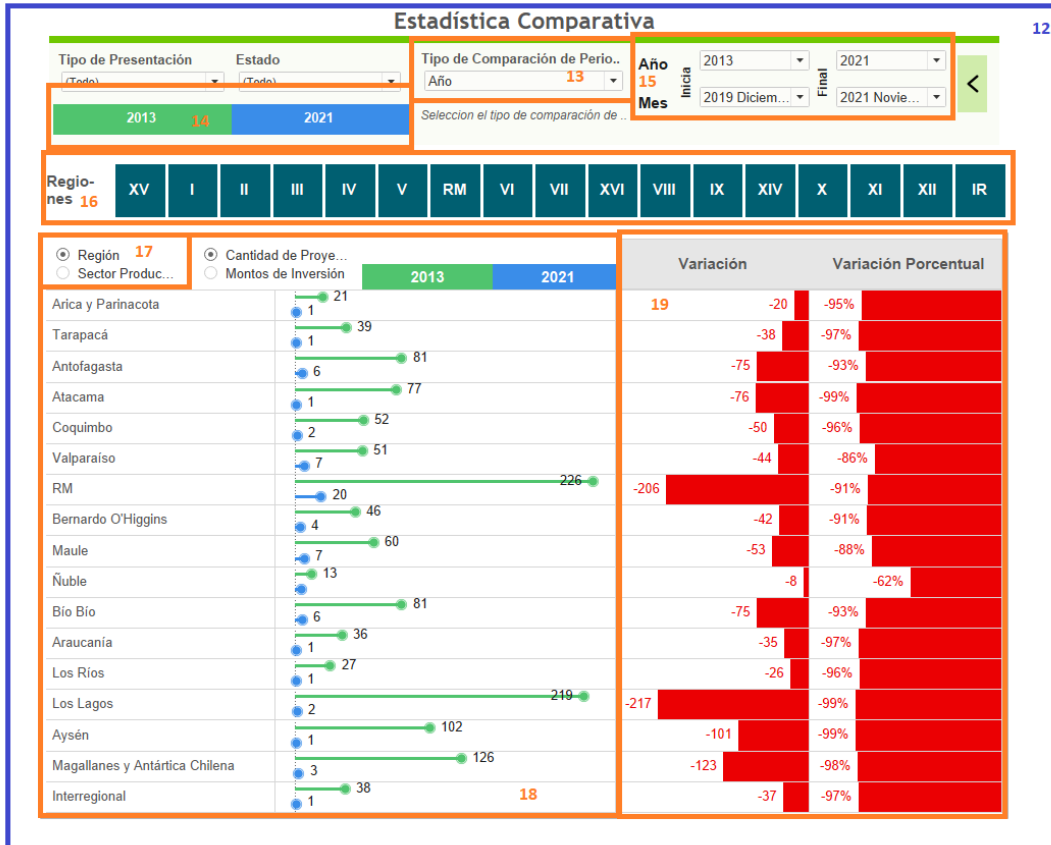 Estadística Comparativa
12
Tipo de Presentación Estado Tipo de Comparación de Perio..
(Todo) (Todo) Año 13
Año 15 Mes
Inicia 2013 Final 2021
2019 Diciem... 2021 Novie... <
2013 14 2021
Seleccion el tipo de comparación de ..
Regio-
nes 16
XV I II III IV V RM VI VII XVI VIII IX XIV X XI XII IR
Región 17
Sector Produc...
Cantidad de Proye...
Montos de Inversión
2013 2021
Variación Variación Porcentual
19
Arica y Parinacota 21 1 -20 -95%
Tarapacá 39 1 -38 -97%
Antofagasta 81 6 -75 -93%
Atacama 77 1 -76 -99%
Coquimbo 52 2 -50 -96%
Valparaíso 51 7 -44 -86%
RM 226 20 -206 -91%
Bernardo O'Higgins 46 4 -42 -91%
Maule 60 7 -53 -88%
Ñuble 13 -8 -62%
Bío Bío 81 6 -75 -93%
Araucanía 36 1 -35 -97%
Los Ríos 27 1 -26 -96%
Los Lagos 219 2 -217 -99%
Aysén 102 1 -101 -99%
Magallanes y Antártica Chilena 126 3 -123 -98%
Interregional 38 1 18 -37 -97%